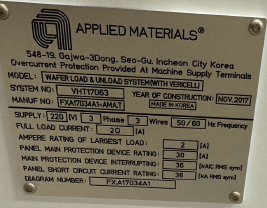 APPLIED MATERIALS®
548-19, Gajwa-3Dong, Seo-Gu, Incheon City Korea
Overcurrent Protection Provided At Machine Supply Terminals
MODEL : WAFER LOAD & UNLOAD SYSTEM(WITH VERICELL)
SYSTEM NO : VHT17063 YEAR OF CONSTRUCTION : NOV.2017
MANUF NO : FXA17034A1-AMAT MADE IN KOREA
SUPPLY : 220 [V] 3 Phase 3 Wires 50/60 Hz Frequency
FULL LOAD CURRENT : 20 [A]
AMPERE RATING OF LARGEST LOAD : 2 [A]
PANEL MAIN PROTECTION DEVICE RATING : 30 [A]
MAIN PROTECTION DEVICE INTERRUPTING : 36 [kAIC RMS sym]
PANEL SHORT CIRCUIT CURRENT RATING : 36 [kA RMS sym]
DIAGRAM NUMBER : FXA17034A1